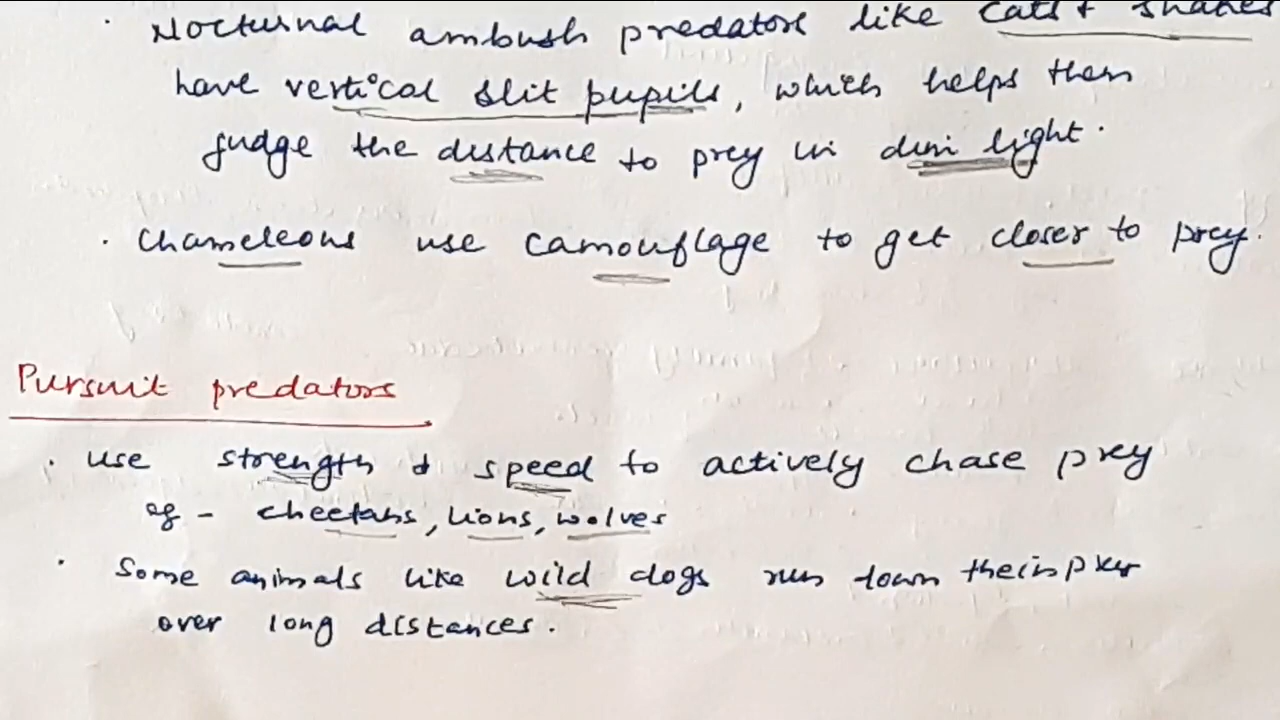 . Nocturnal ambush predators like cats & snakes
have vertical slit pupils, which helps them
judge the distance to prey in dim light.
. Chameleons use camouflage to get closer to prey.
Pursuit predators
. use strength & speed to actively chase prey
eg - cheetahs, lions, wolves
. Some animals like wild dogs run down their prey
over long distances.